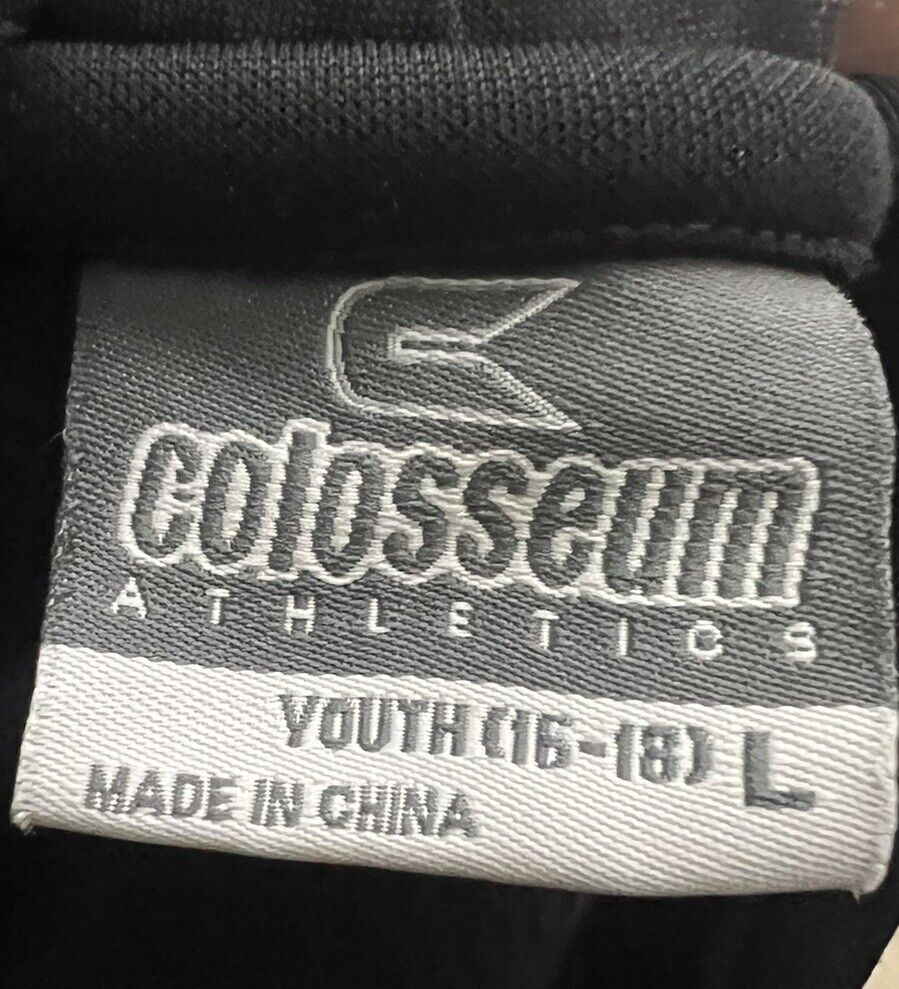 colosseum
ATHLETICS
YOUTH (16-18) L
MADE IN CHINA